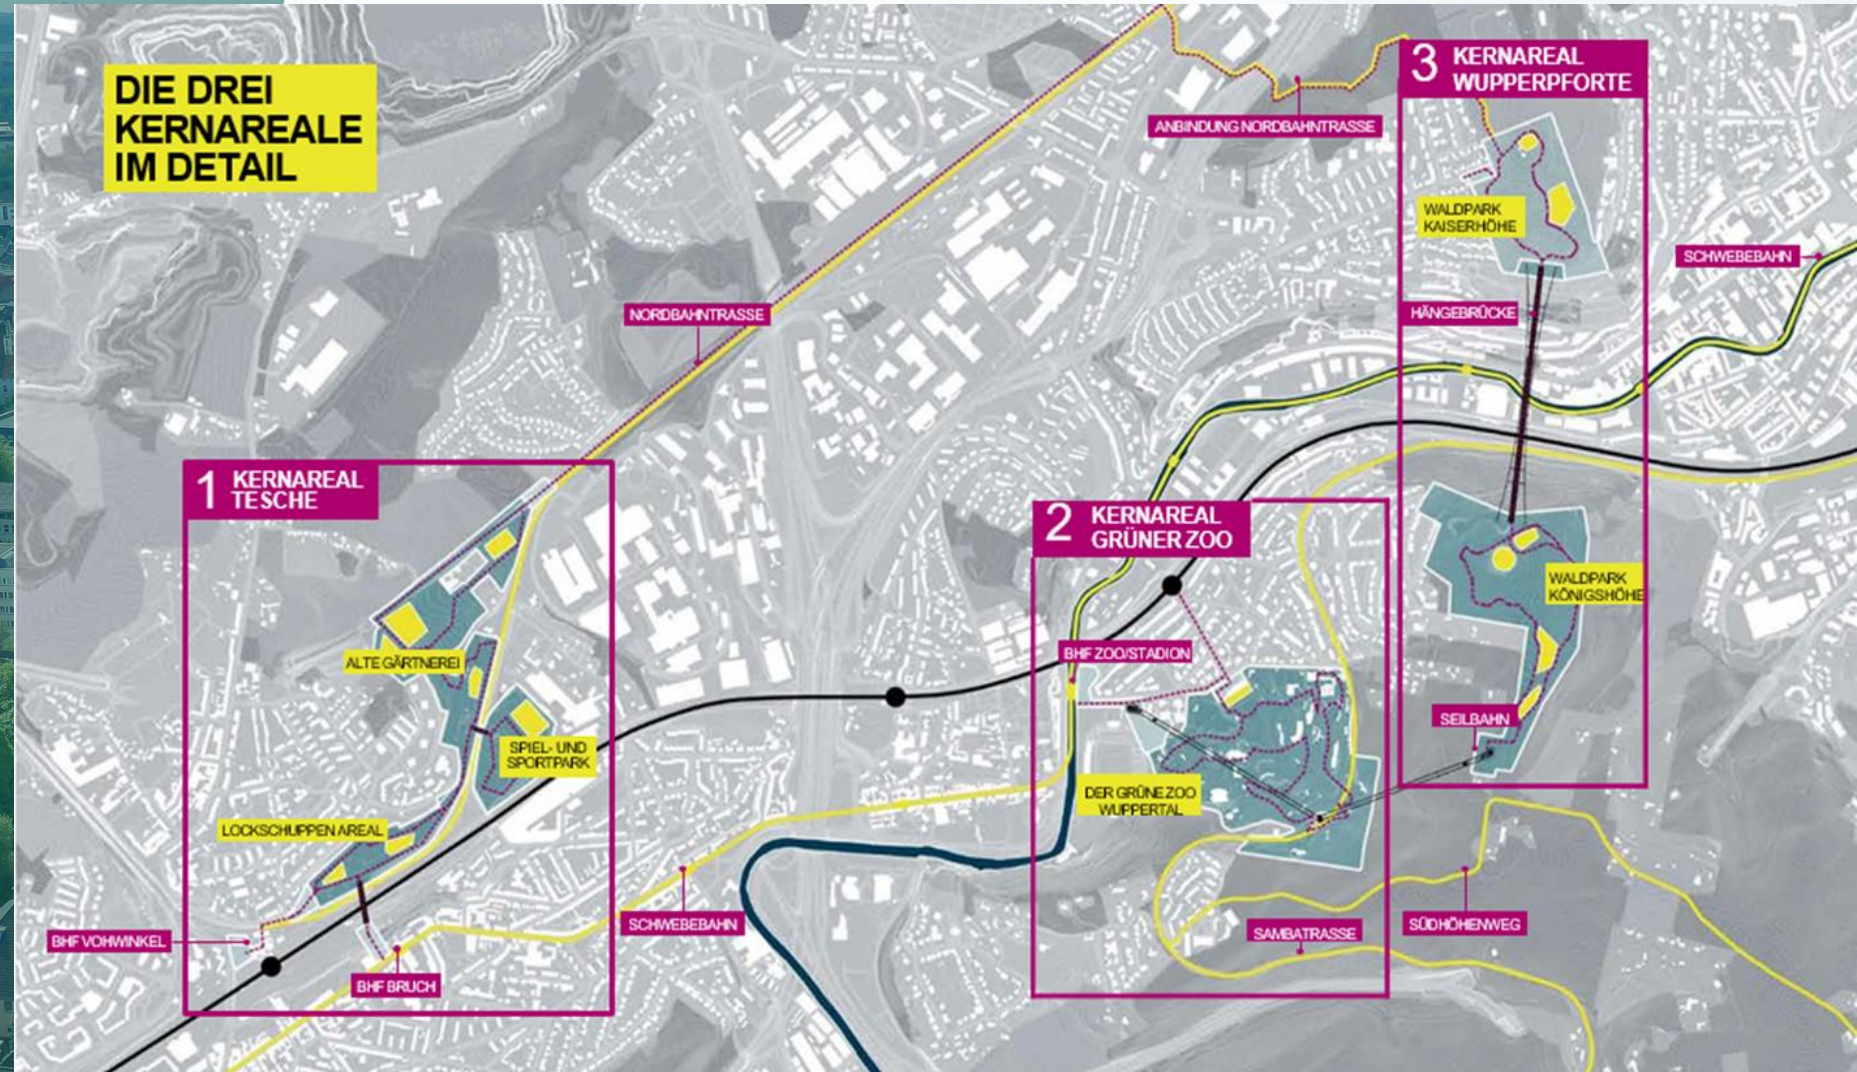 DIE DREI
KERNAREALE
IM DETAIL
3 KERNAREAL
WUPPERPFORTE
ANBINDUNG NORDBAHNTRASSE
WALDPARK
KAISERHÖHE
SCHWEBEBAHN
NORDBAHNTRASSE
HÄNGEBRÜCKE
1 KERNAREAL
TESCHE
2 KERNAREAL
GRÜNER ZOO
WALDPARK
KÖNIGSHÖHE
BHF ZOO/STADION
ALTE GÄRTNEREI
SEILBAHN
SPIEL- UND
SPORTPARK
DER GRÜNE ZOO
WUPPERTAL
LOCKSCHUPPEN AREAL
SCHWEBEBAHN
SÜDHÖHENWEG
SAMBATRASSE
BHF VOHWINKEL
BHF BRUCH